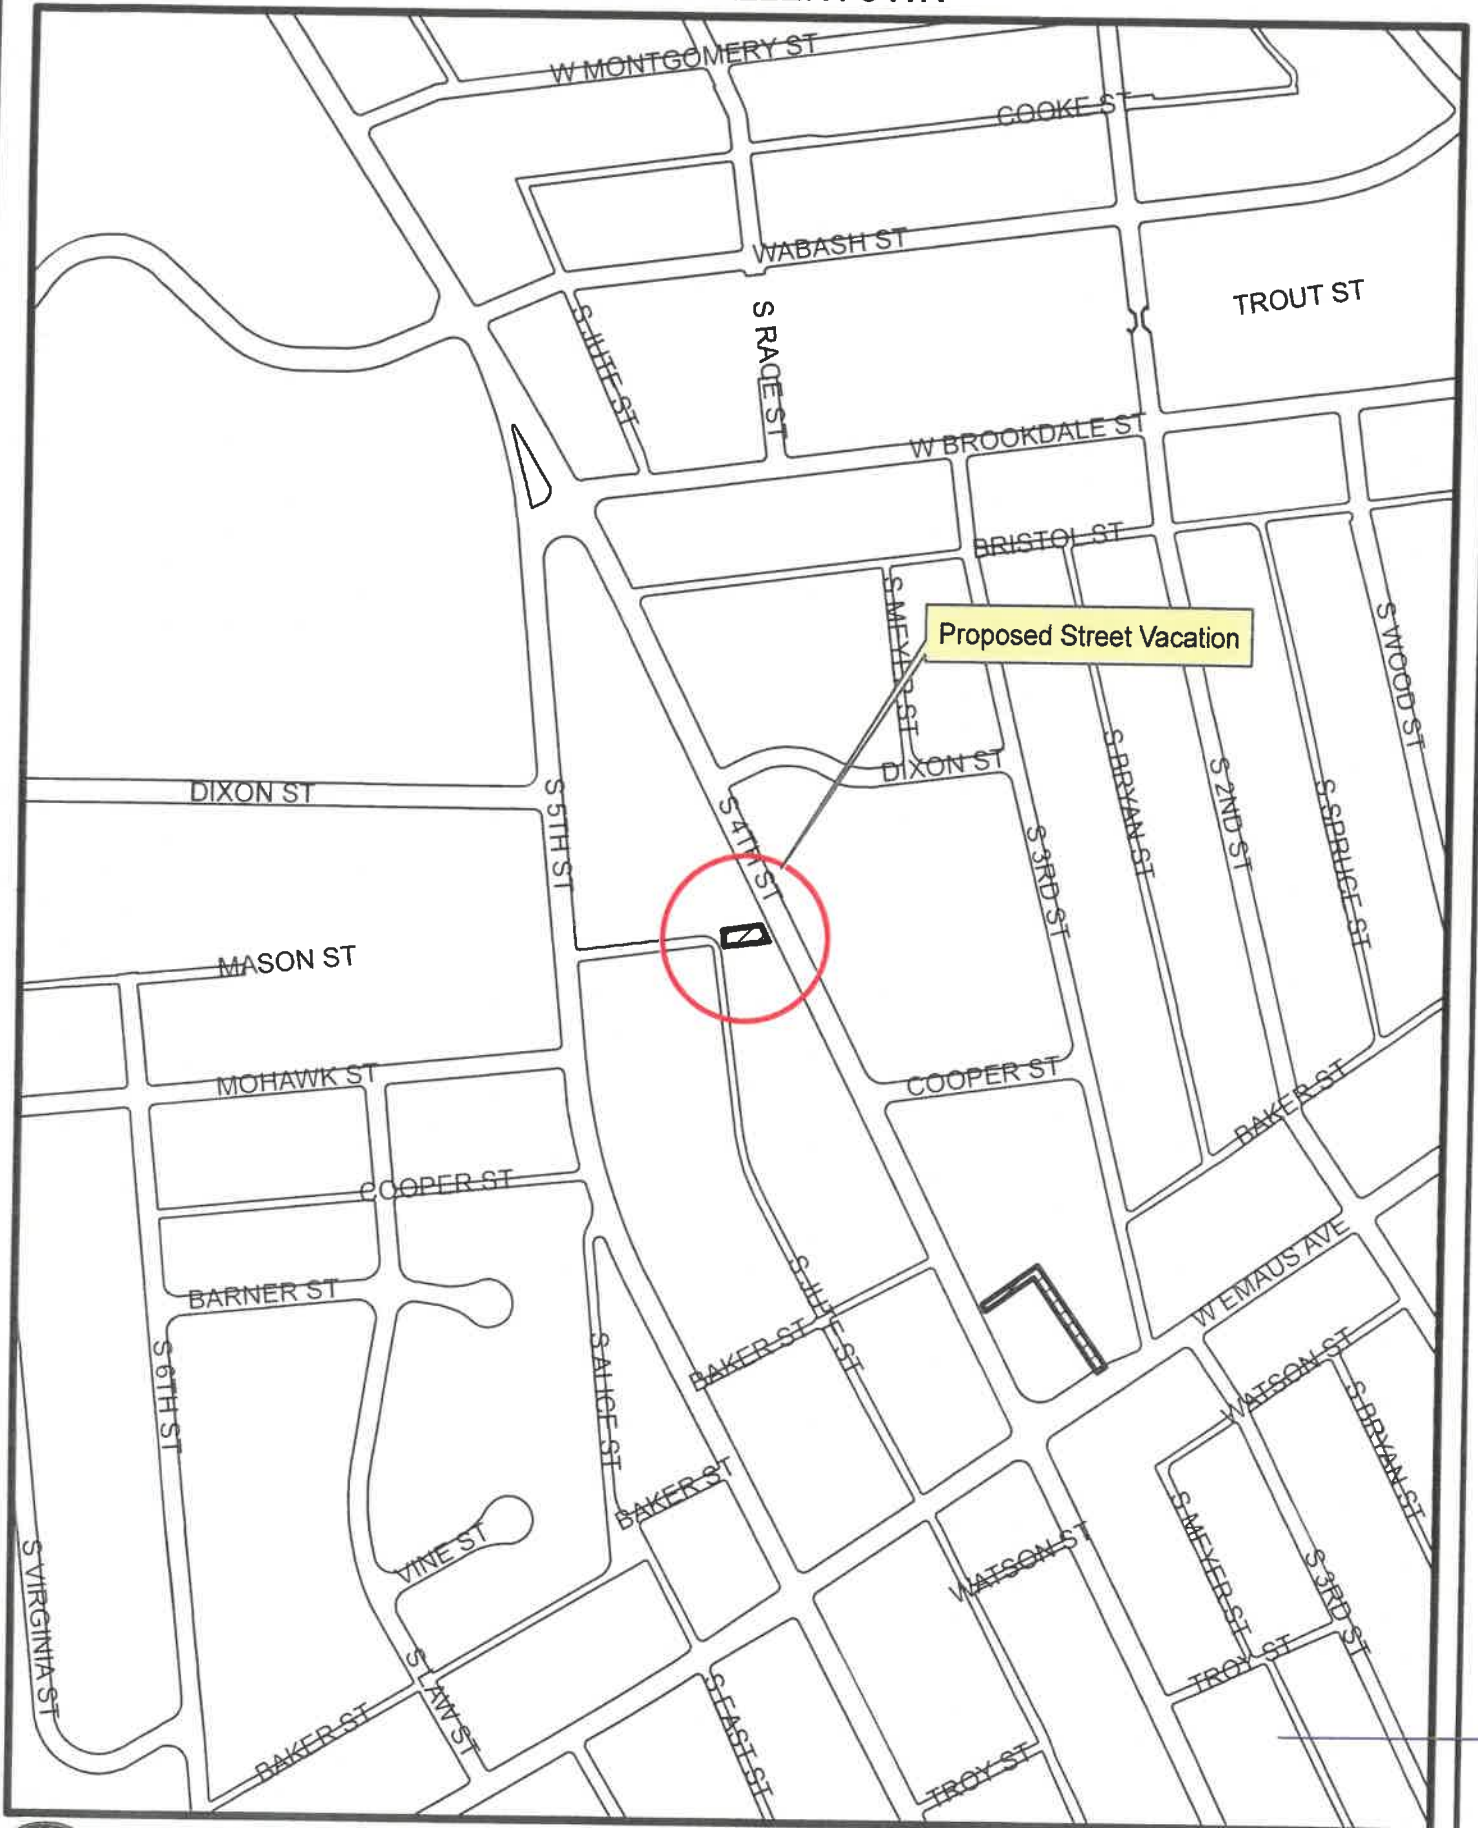 W MONTGOMERY ST
COOKE ST
WABASH ST
TROUT ST
S JUTE ST
S RACE ST
W BROOKDALE ST
BRISTOL ST
S MEYER ST
Proposed Street Vacation
S WOOD ST
DIXON ST
DIXON ST
S 5TH ST
S 4TH ST
S BRYAN ST
S 2ND ST
S SPRUCE ST
S 3RD ST
MASON ST
MOHAWK ST
COOPER ST
BAKER ST
COOPER ST
BARNER ST
S JUTE ST
W EMAUS AVE
S 6TH ST
S ALICE ST
BAKER ST
WATSON ST
S BRYAN ST
BAKER ST
VINE ST
WATSON ST
S MEYER ST
S 3RD ST
S VIRGINIA ST
S LAW ST
TROY ST
BAKER ST
S EAST ST
TROY ST